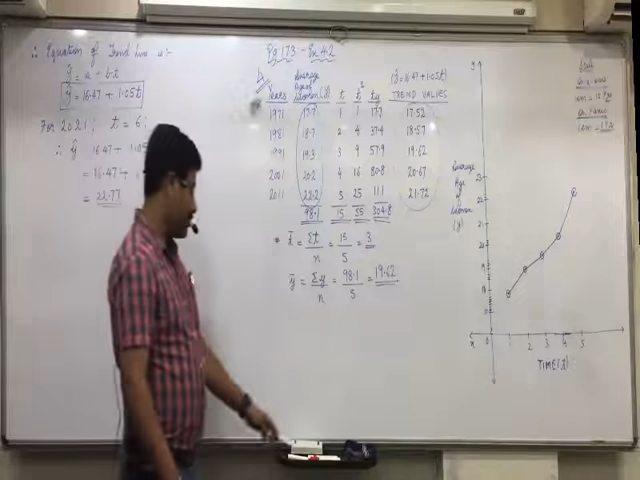 ∴ Equation of Trend line is :-
ŷ = a + b·t
ŷ = 16.47 + 1.05t
For 2021 ; t = 6 ;
∴ ŷ 16.47 + 1.05
= 16.47 +
= 22.77
Pg 173 - Ex 4.2
(ŷ = 16.47 + 1.05t)
Years Average t t² ty TREND VALUES
1971 17.7 1 1 17.7 17.52
198 18.7 2 4 37.4 18.57
1991 19.3 3 9 57.9 19.62
2001 20.2 4 16 80.8 20.67
2011 22.2 5 25 111 21.72
98.1 15 55 304.8
* t̄ = Σt/n = 15/5 = 3
ȳ = Σy/n = 98.1/5 = 19.62
y
Average
Age
of
(y)
x 0 1 2 3 4 5
TIME (t)